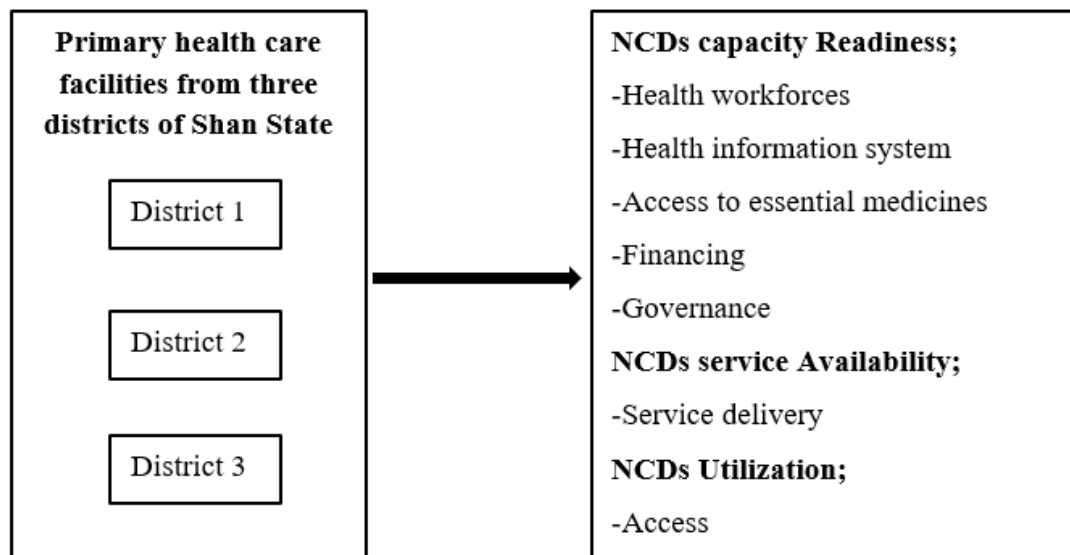 Primary health care
facilities from three
districts of Shan State
District 1
District 2
District 3
NCDs capacity Readiness;
-Health workforces
-Health information system
-Access to essential medicines
-Financing
-Governance
NCDs service Availability;
-Service delivery
NCDs Utilization;
-Access